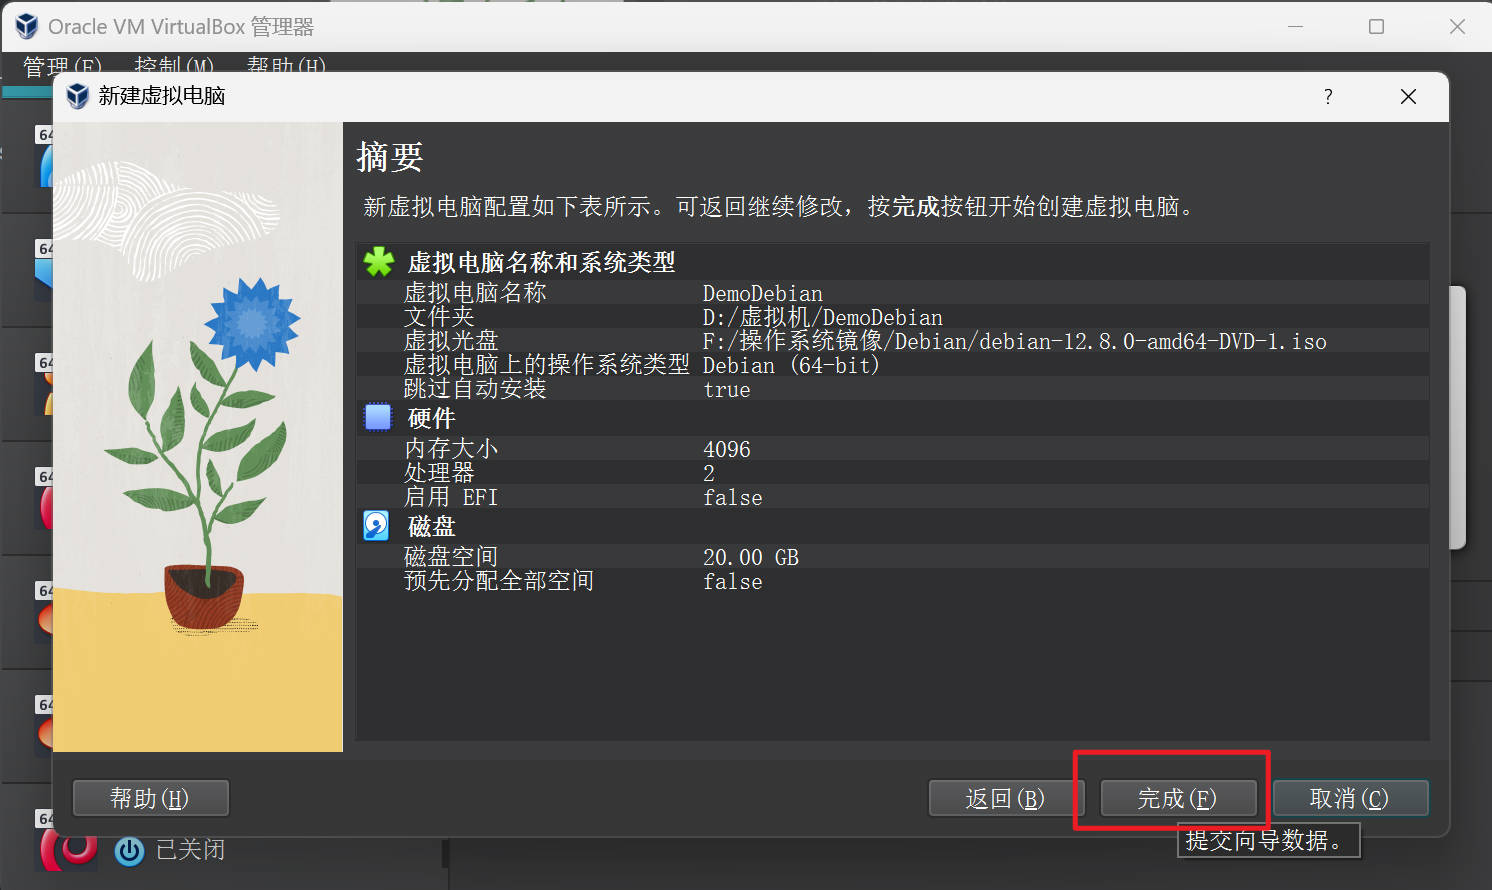 Oracle VM VirtualBox 管理器
管理(F) 控制(M) 帮助(H)
新建虚拟电脑
?
64
摘要
新虚拟电脑配置如下表所示。可返回继续修改，按完成按钮开始创建虚拟电脑。
64
虚拟电脑名称和系统类型
虚拟电脑名称 DemoDebian
文件夹 D:/虚拟机/DemoDebian
虚拟光盘 F:/操作系统镜像/Debian/debian-12.8.0-amd64-DVD-1.iso
64
虚拟电脑上的操作系统类型 Debian (64-bit)
跳过自动安装 true
硬件
内存大小 4096
64
处理器 2
启用 EFI false
磁盘
磁盘空间 20.00 GB
预先分配全部空间 false
64
64
帮助(H) 返回(B) 完成(F) 取消(C)
64
提交向导数据。
已关闭